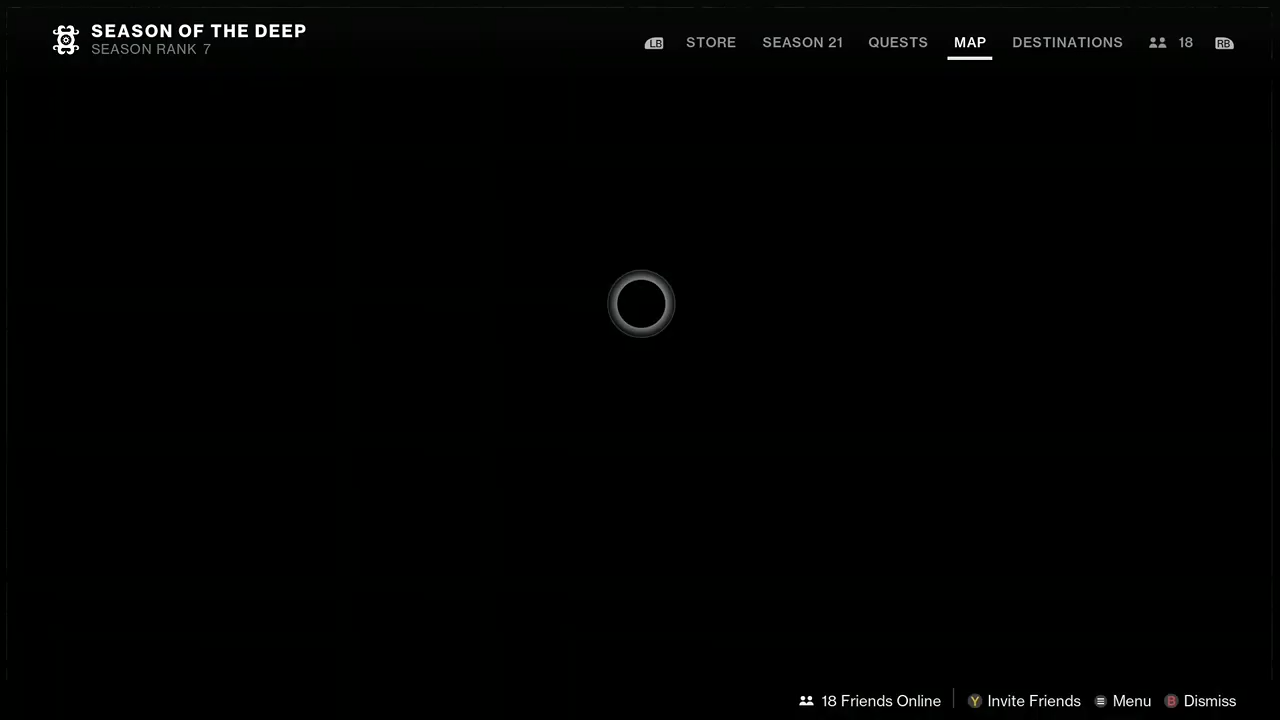 SEASON OF THE DEEP
SEASON RANK 7
LB STORE SEASON 21 QUESTS MAP DESTINATIONS 18 RB
18 Friends Online Y Invite Friends Menu B Dismiss